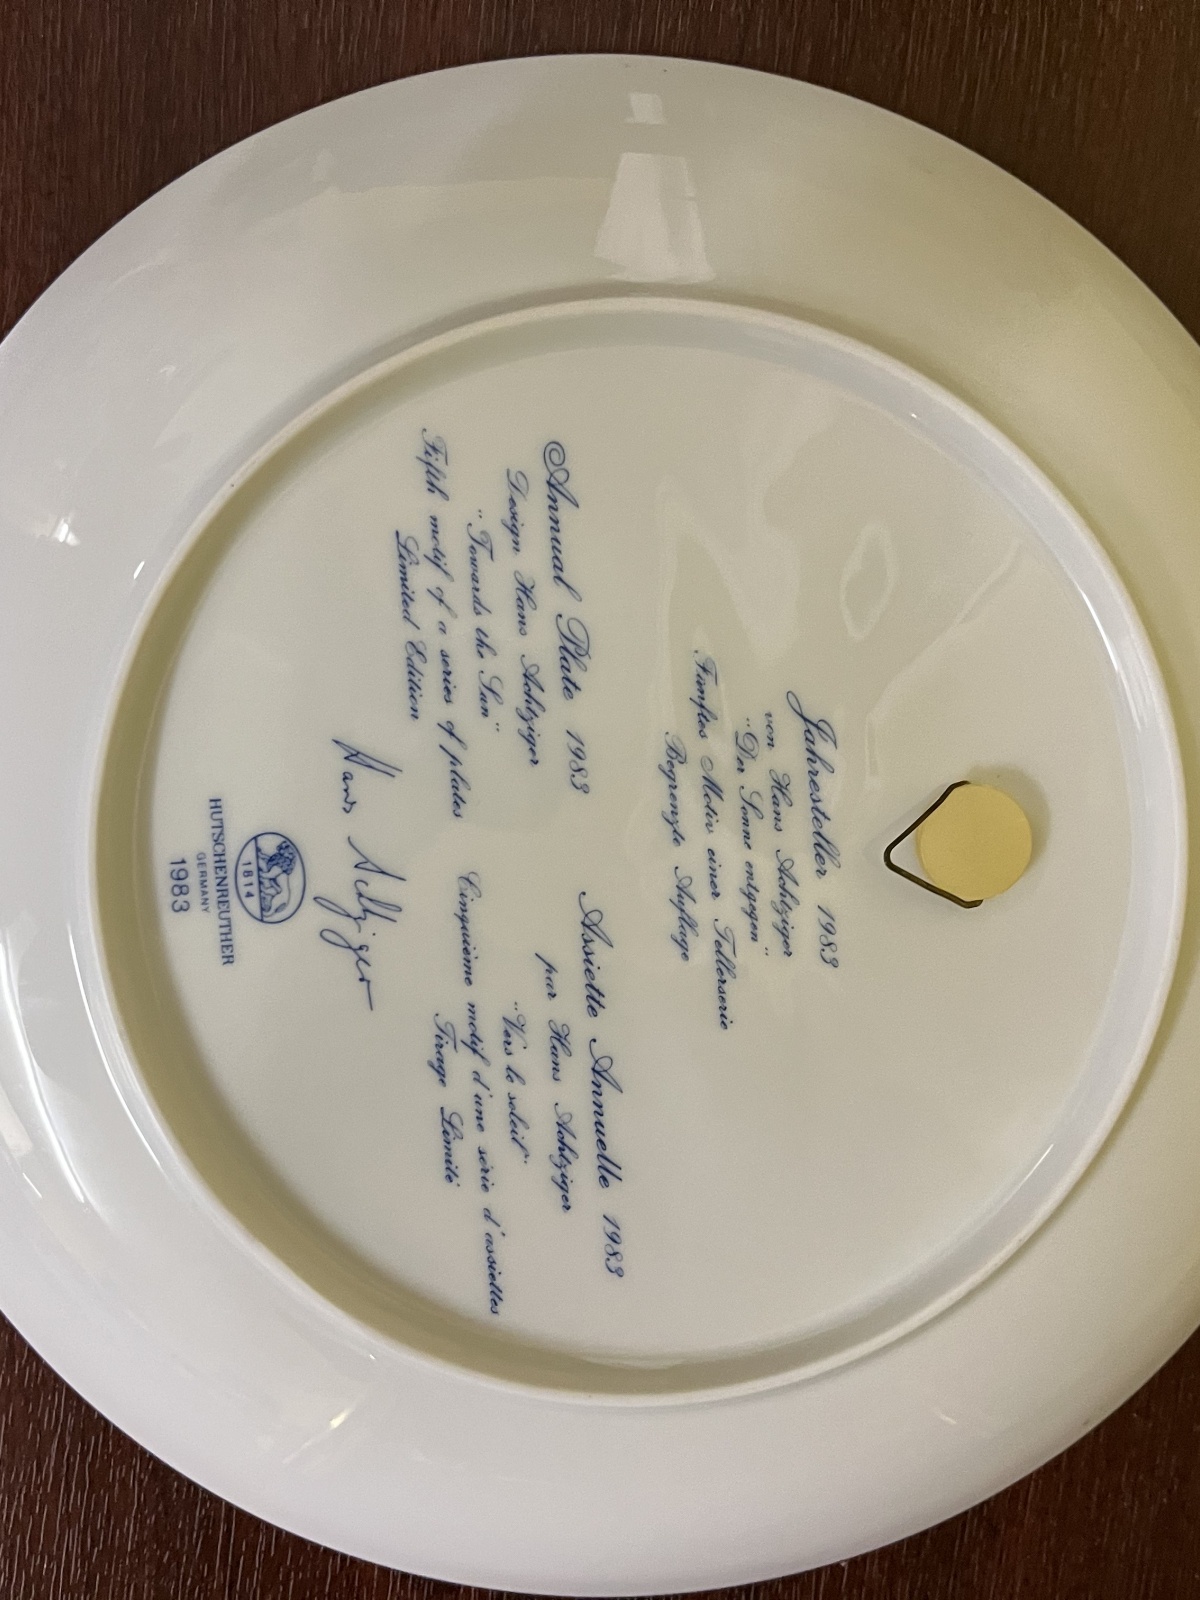 Jahresteller 1983
von Hans Achtziger
"Der Sonne entgegen"
Fünftes Motiv einer Tellerserie
Begrenzte Auflage
Annual Plate 1983
Design Hans Achtziger
"Towards the Sun"
Fifth motif of a series of plates
Limited Edition
Assiette Annuelle 1983
par Hans Achtziger
"Vers le soleil"
Cinquième motif d'une série d'assiettes
Tirage Limité
Hans Achtziger
1814
HUTSCHENREUTHER
GERMANY
1983